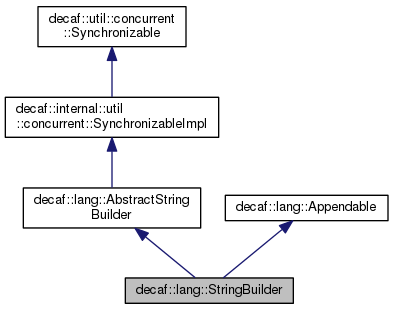 decaf::util::concurrent
::Synchronizable
decaf::internal::util
::concurrent::SynchronizableImpl
decaf::lang::AbstractString
Builder
decaf::lang::Appendable
decaf::lang::StringBuilder